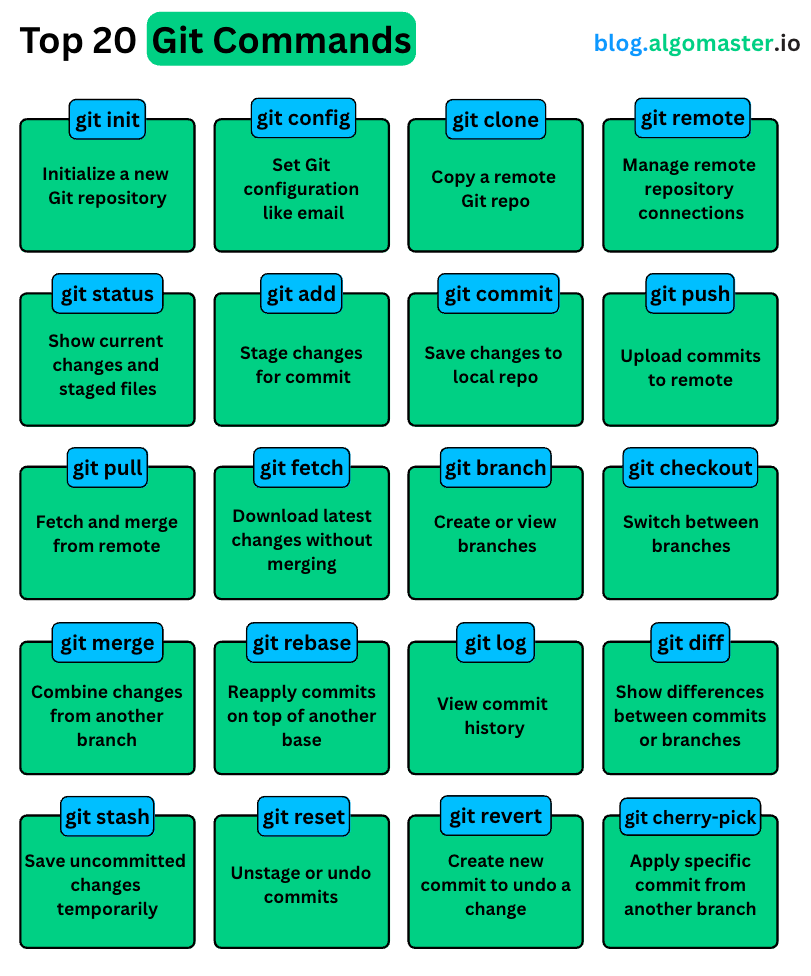 Top 20 Git Commands
blog.algomaster.io
git init
Initialize a new
Git repository
git config
Set Git
configuration
like email
git clone
Copy a remote
Git repo
git remote
Manage remote
repository
connections
git status
Show current
changes and
staged files
git add
Stage changes
for commit
git commit
Save changes to
local repo
git push
Upload commits
to remote
git pull
Fetch and merge
from remote
git fetch
Download latest
changes without
merging
git branch
Create or view
branches
git checkout
Switch between
branches
git merge
Combine changes
from another
branch
git rebase
Reapply commits
on top of another
base
git log
View commit
history
git diff
Show differences
between commits
or branches
git stash
Save uncommitted
changes
temporarily
git reset
Unstage or undo
commits
git revert
Create new
commit to undo a
change
git cherry-pick
Apply specific
commit from
another branch